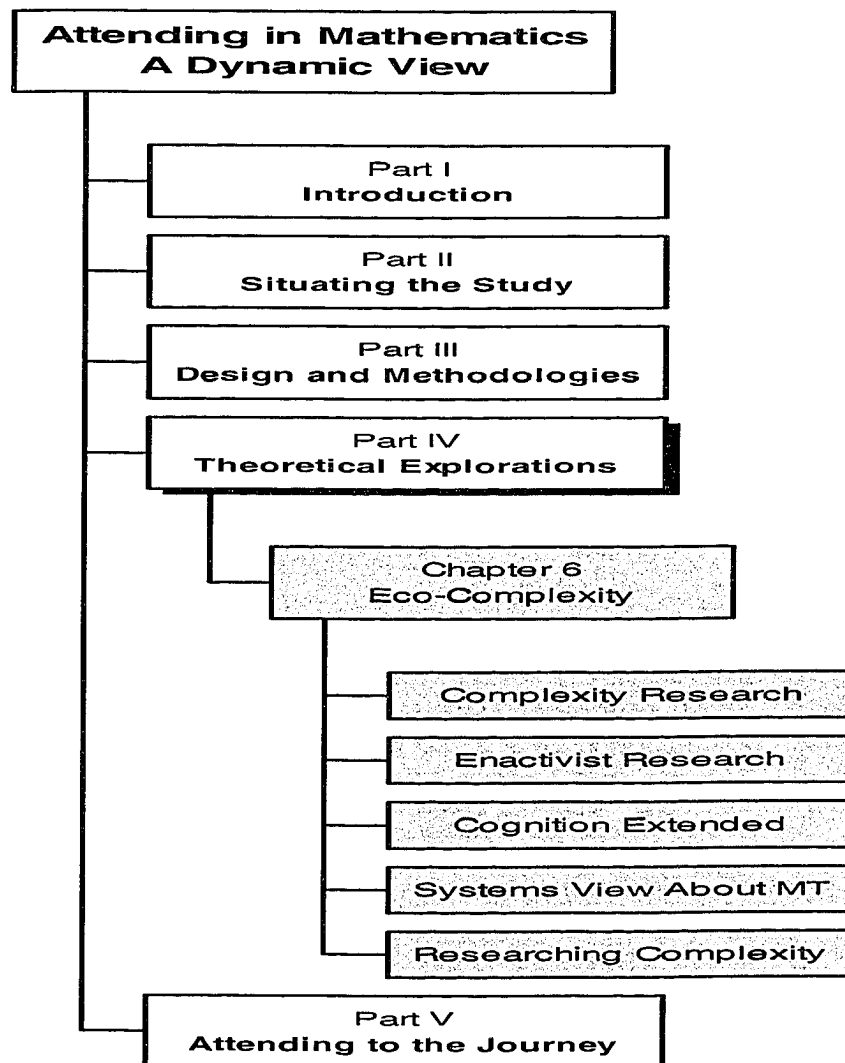 Attending in Mathematics
A Dynamic View
Part I
Introduction
Part II
Situating the Study
Part III
Design and Methodologies
Part IV
Theoretical Explorations
Chapter 6
Eco-Complexity
Complexity Research
Enactivist Research
Cognition Extended
Systems View About MT
Researching Complexity
Part V
Attending to the Journey